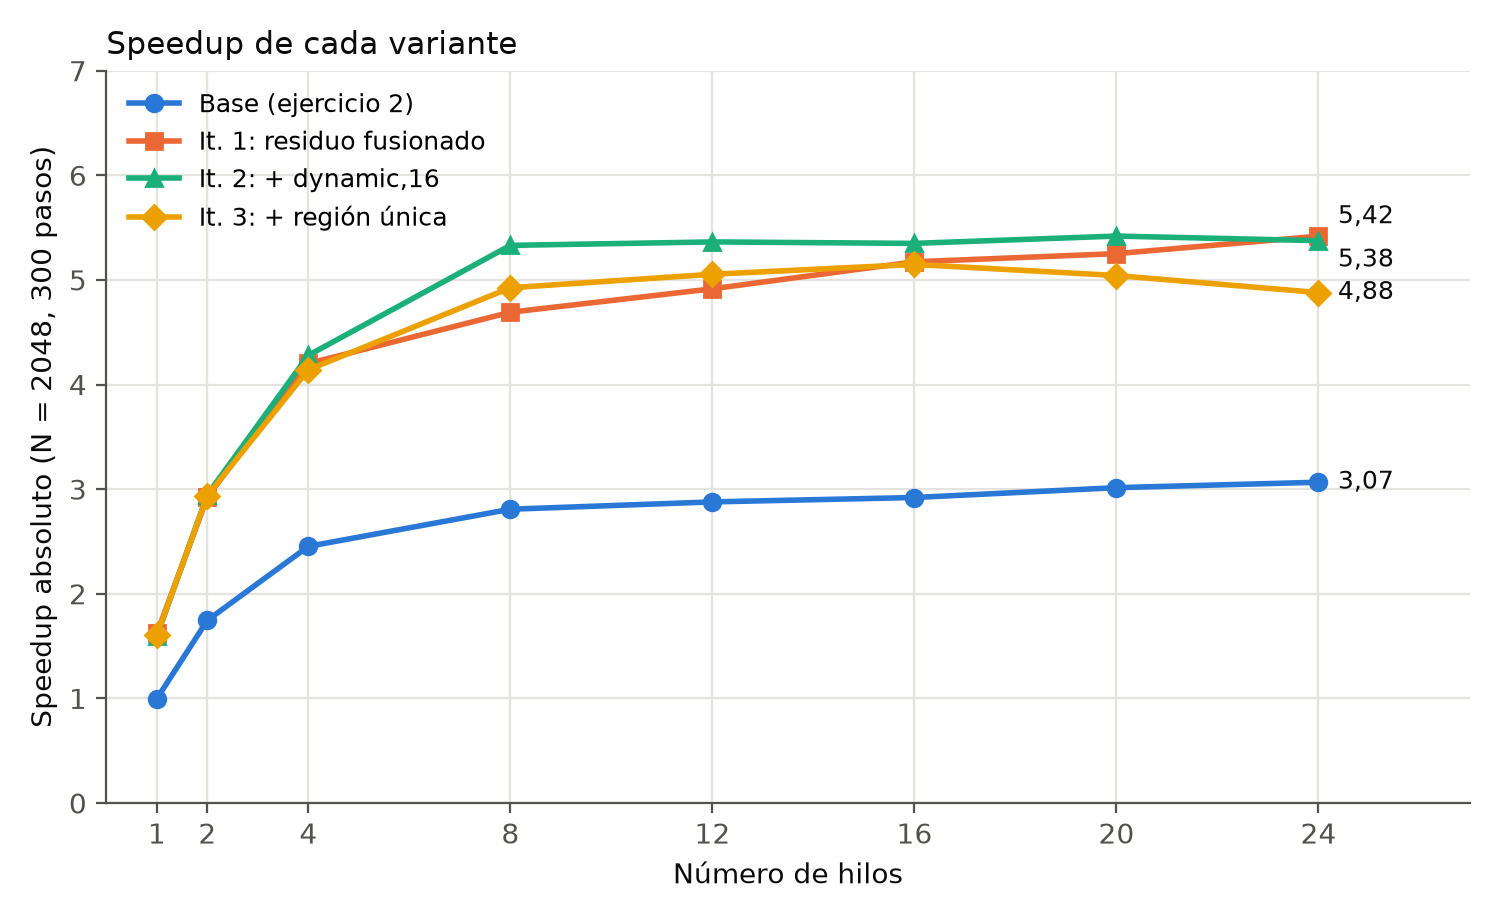 Speedup de cada variante
Speedup absoluto (N = 2048, 300 pasos)
7
6
5
4
3
2
1
0
Base (ejercicio 2)
It. 1: residuo fusionado
It. 2: + dynamic,16
It. 3: + región única
5,42
5,38
4,88
3,07
1 2 4 8 12 16 20 24
Número de hilos